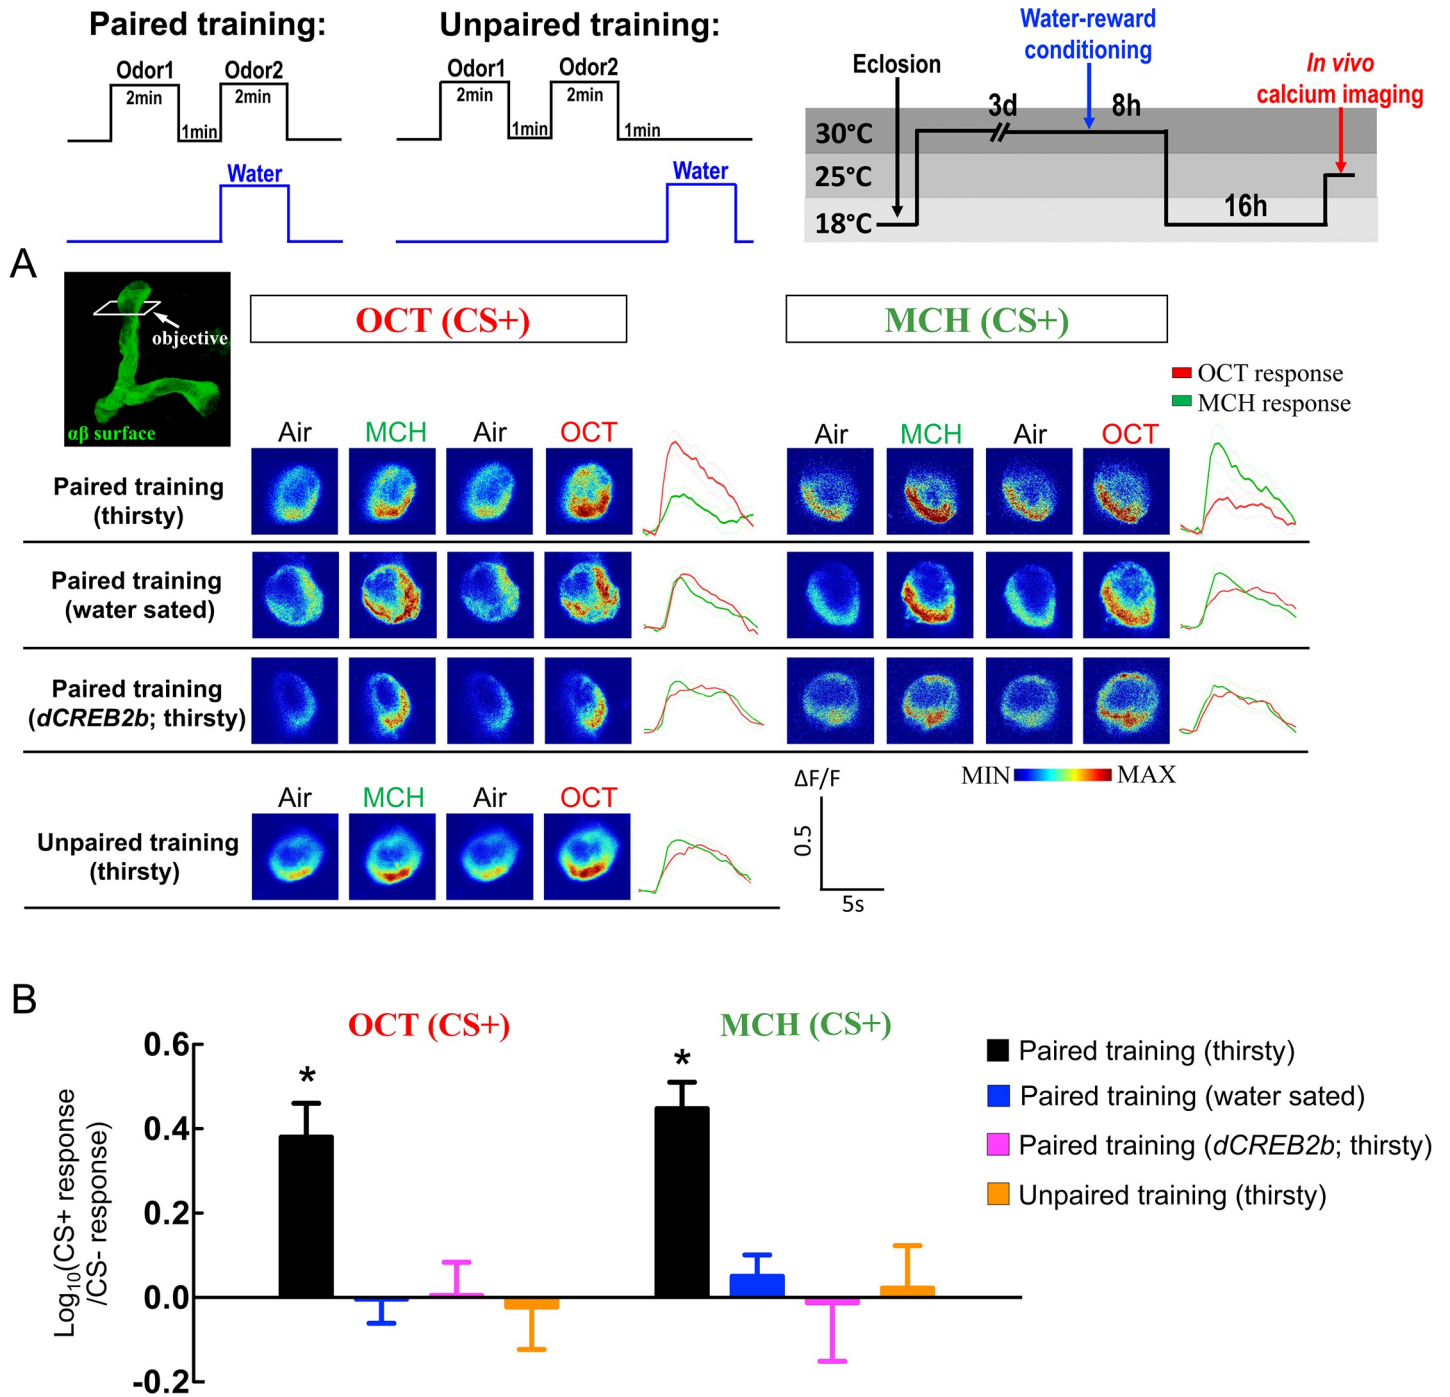 Paired training:
Odor1
Odor2
2min
2min
1min
Water
Unpaired training:
Odor1
Odor2
2min
2min
1min
1min
Water
Water-reward
conditioning
Eclosion
In vivo
calcium imaging
3d
8h
30°C
25°C
18°C
16h
A
objective
αβ surface
OCT (CS+)
MCH (CS+)
OCT response
MCH response
Air
MCH
Air
OCT
Air
MCH
Air
OCT
Paired training
(thirsty)
Paired training
(water sated)
Paired training
(dCREB2b; thirsty)
MIN
MAX
ΔF/F
0.5
5s
Air
MCH
Air
OCT
Unpaired training
(thirsty)
B
OCT (CS+)
MCH (CS+)
Log10(CS+ response
/CS- response)
0.6
0.4
0.2
0.0
-0.2
*
*
Paired training (thirsty)
Paired training (water sated)
Paired training (dCREB2b; thirsty)
Unpaired training (thirsty)